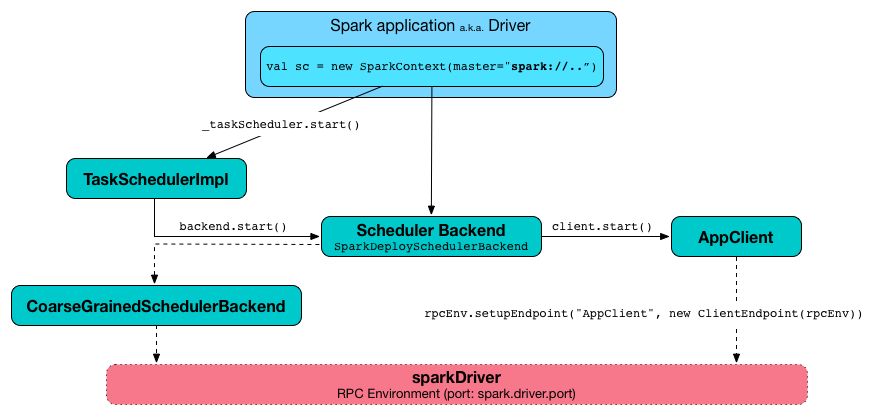 Spark application a.k.a. Driver
val sc = new SparkContext(master="spark://..")
_taskScheduler.start()
TaskSchedulerImpl
backend.start()
Scheduler Backend
SparkDeploySchedulerBackend
client.start()
AppClient
CoarseGrainedSchedulerBackend
rpcEnv.setupEndpoint("AppClient", new ClientEndpoint(rpcEnv))
sparkDriver
RPC Environment (port: spark.driver.port)